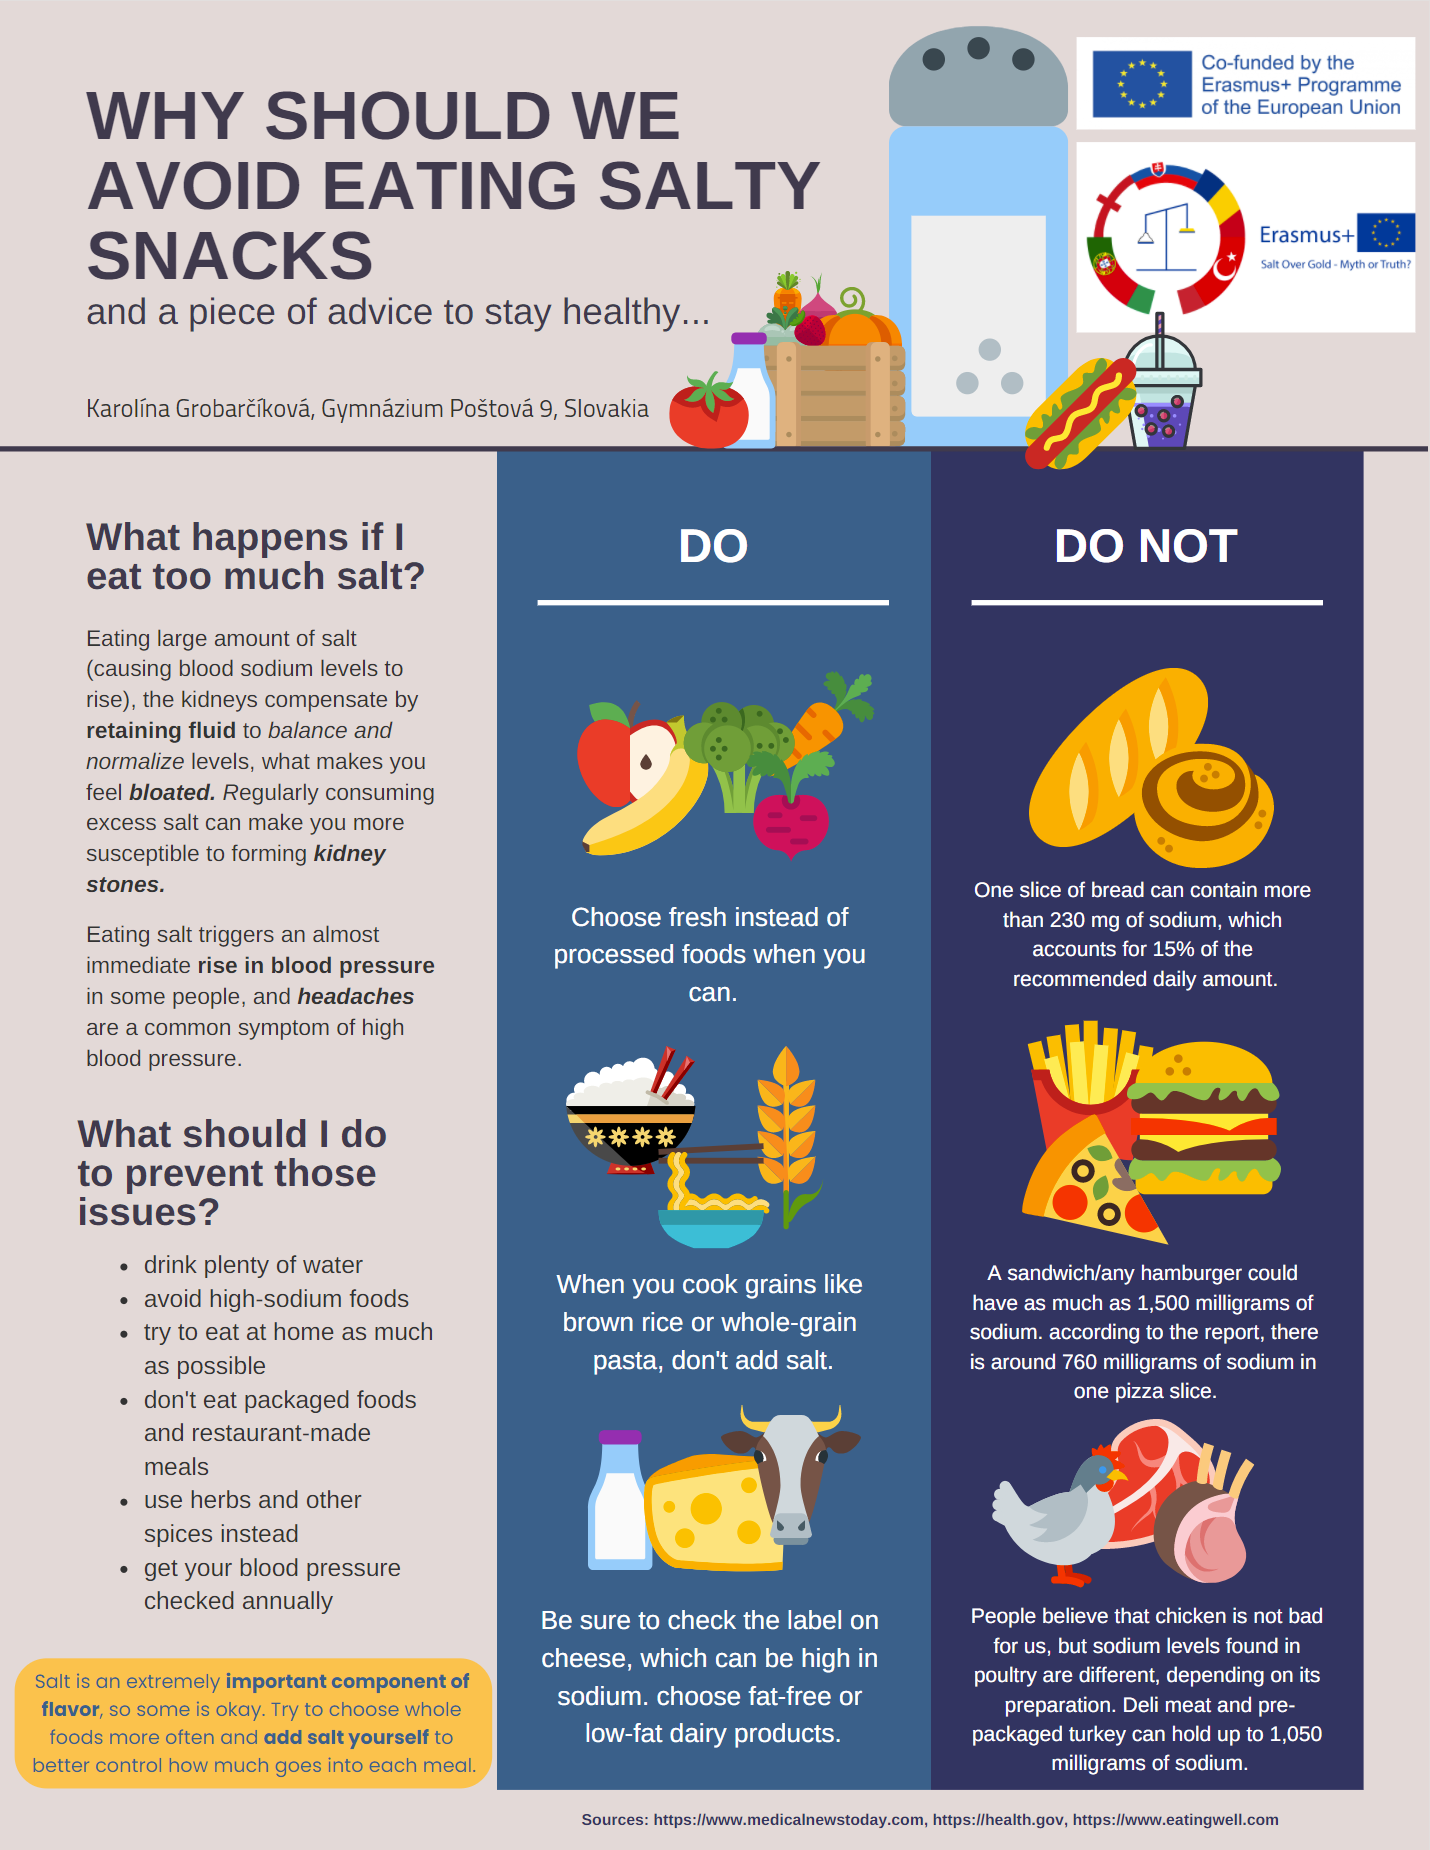 WHY SHOULD WE
AVOID EATING SALTY
SNACKS
and a piece of advice to stay healthy...
Karolína Grobarčíková, Gymnázium Poštová 9, Slovakia
Co-funded by the
Erasmus+ Programme
of the European Union
Erasmus+
Salt Over Gold - Myth or Truth?
What happens if I
eat too much salt?
Eating large amount of salt
(causing blood sodium levels to
rise), the kidneys compensate by
retaining fluid to balance and
normalize levels, what makes you
feel bloated. Regularly consuming
excess salt can make you more
susceptible to forming kidney
stones.
Eating salt triggers an almost
immediate rise in blood pressure
in some people, and headaches
are a common symptom of high
blood pressure.
What should I do
to prevent those
issues?
• drink plenty of water
• avoid high-sodium foods
• try to eat at home as much
as possible
• don't eat packaged foods
and restaurant-made
meals
• use herbs and other
spices instead
• get your blood pressure
checked annually
Salt is an extremely important component of
flavor, so some is okay. Try to choose whole
foods more often and add salt yourself to
better control how much goes into each meal.
DO
Choose fresh instead of
processed foods when you
can.
When you cook grains like
brown rice or whole-grain
pasta, don't add salt.
Be sure to check the label on
cheese, which can be high in
sodium. choose fat-free or
low-fat dairy products.
DO NOT
One slice of bread can contain more
than 230 mg of sodium, which
accounts for 15% of the
recommended daily amount.
A sandwich/any hamburger could
have as much as 1,500 milligrams of
sodium. according to the report, there
is around 760 milligrams of sodium in
one pizza slice.
People believe that chicken is not bad
for us, but sodium levels found in
poultry are different, depending on its
preparation. Deli meat and pre-
packaged turkey can hold up to 1,050
milligrams of sodium.
Sources: https://www.medicalnewstoday.com, https://health.gov, https://www.eatingwell.com